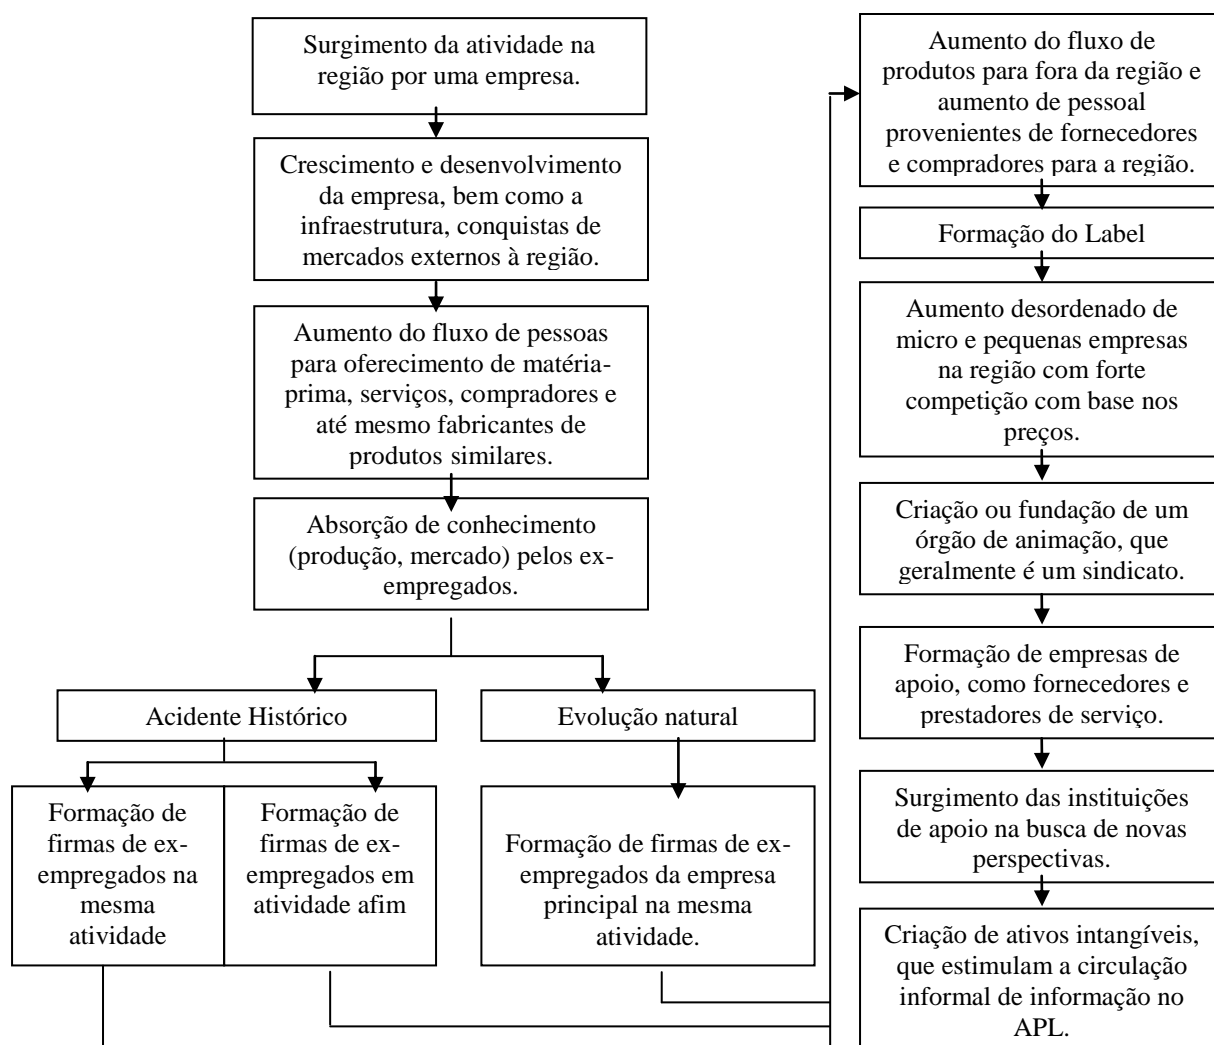 Surgimento da atividade na
região por uma empresa.
Crescimento e desenvolvimento
da empresa, bem como a
infraestrutura, conquistas de
mercados externos à região.
Aumento do fluxo de pessoas
para oferecimento de matéria-
prima, serviços, compradores e
até mesmo fabricantes de
produtos similares.
Absorção de conhecimento
(produção, mercado) pelos ex-
empregados.
Acidente Histórico
Evolução natural
Formação de
firmas de ex-
empregados na
mesma
atividade
Formação de
firmas de ex-
empregados em
atividade afim
Formação de firmas de ex-
empregados da empresa
principal na mesma
atividade.
Aumento do fluxo de
produtos para fora da região e
aumento de pessoal
provenientes de fornecedores
e compradores para a região.
Formação do Label
Aumento desordenado de
micro e pequenas empresas
na região com forte
competição com base nos
preços.
Criação ou fundação de um
órgão de animação, que
geralmente é um sindicato.
Formação de empresas de
apoio, como fornecedores e
prestadores de serviço.
Surgimento das instituições
de apoio na busca de novas
perspectivas.
Criação de ativos intangíveis,
que estimulam a circulação
informal de informação no
APL.